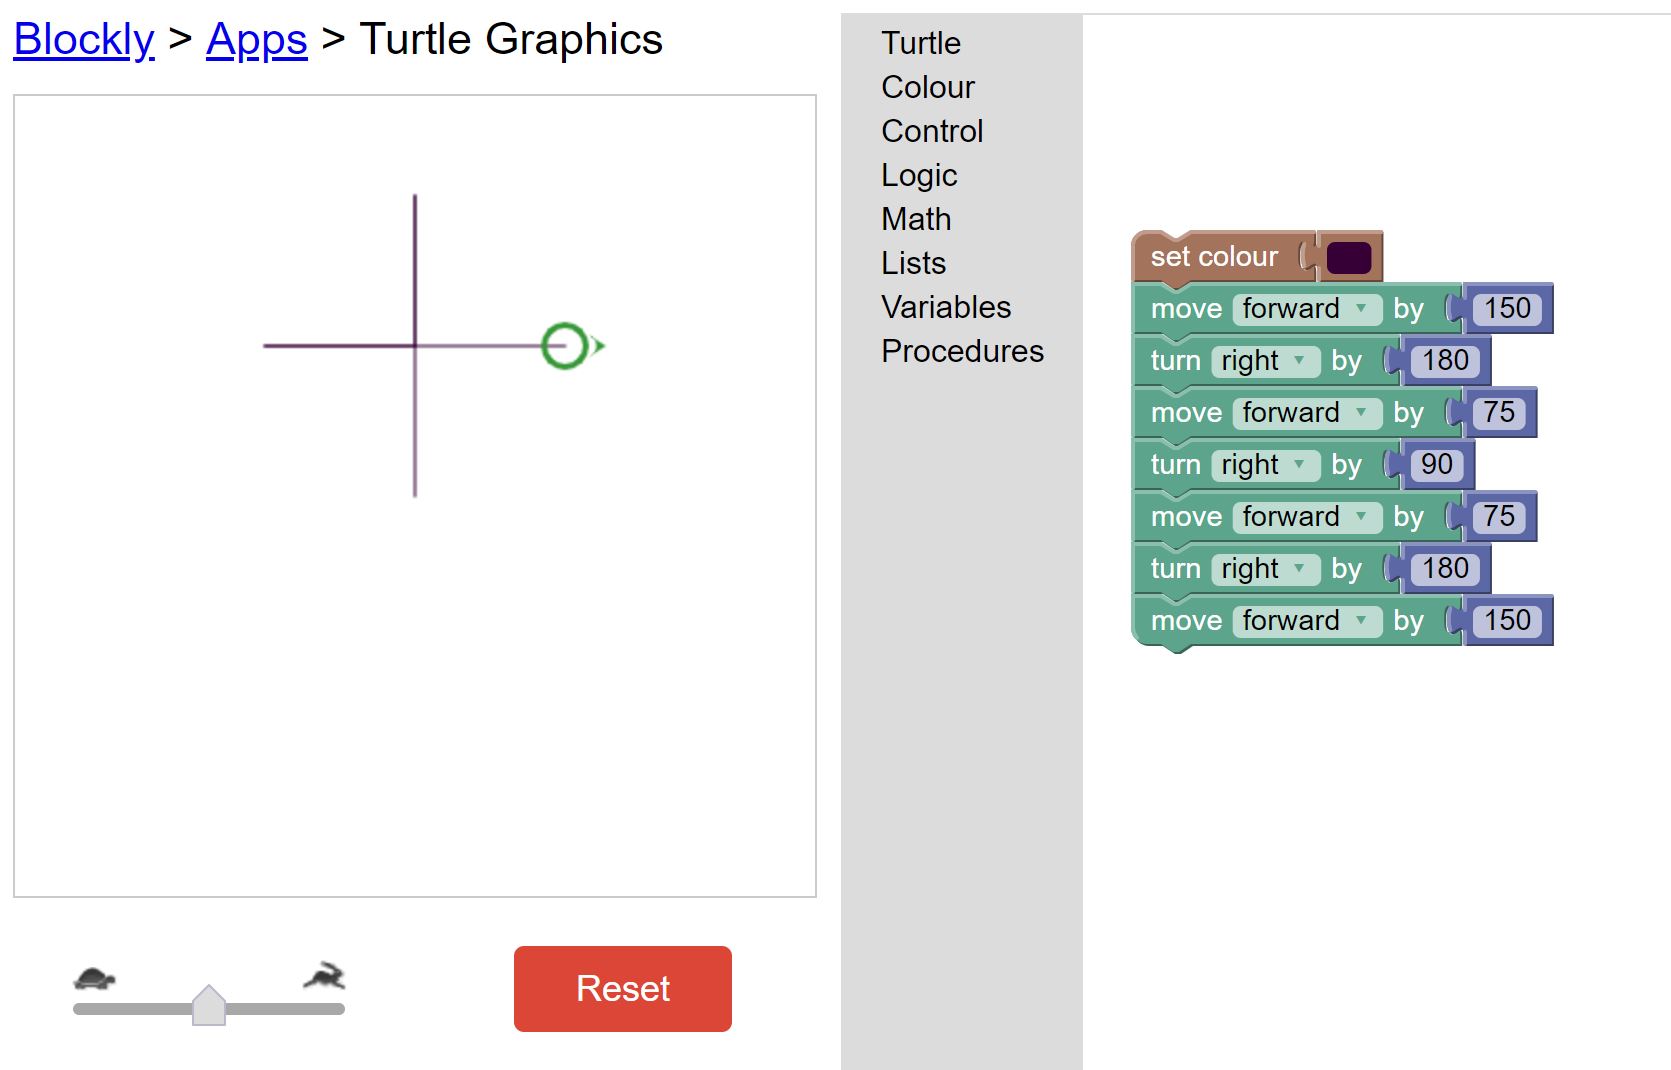 Blockly > Apps > Turtle Graphics
Turtle
Colour
Control
Logic
Math
Lists
Variables
Procedures
set colour
move forward by 150
turn right by 180
move forward by 75
turn right by 90
move forward by 75
turn right by 180
move forward by 150
Reset